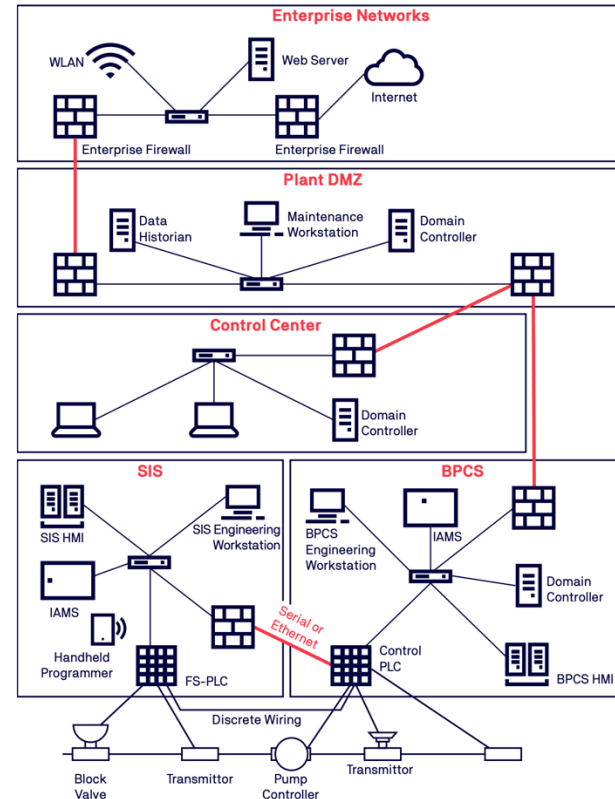 Enterprise Networks
WLAN
Web Server
Internet
Enterprise Firewall
Enterprise Firewall
Plant DMZ
Data
Historian
Maintenance
Workstation
Domain
Controller
Control Center
Domain
Controller
SIS
SIS HMI
SIS Engineering
Workstation
IAMS
Handheld
Programmer
FS-PLC
Serial or
Ethernet
BPCS
BPCS
Engineering
Workstation
IAMS
Domain
Controller
Control
PLC
BPCS HMI
Discrete Wiring
Block
Valve
Transmittor
Pump
Controller
Transmittor